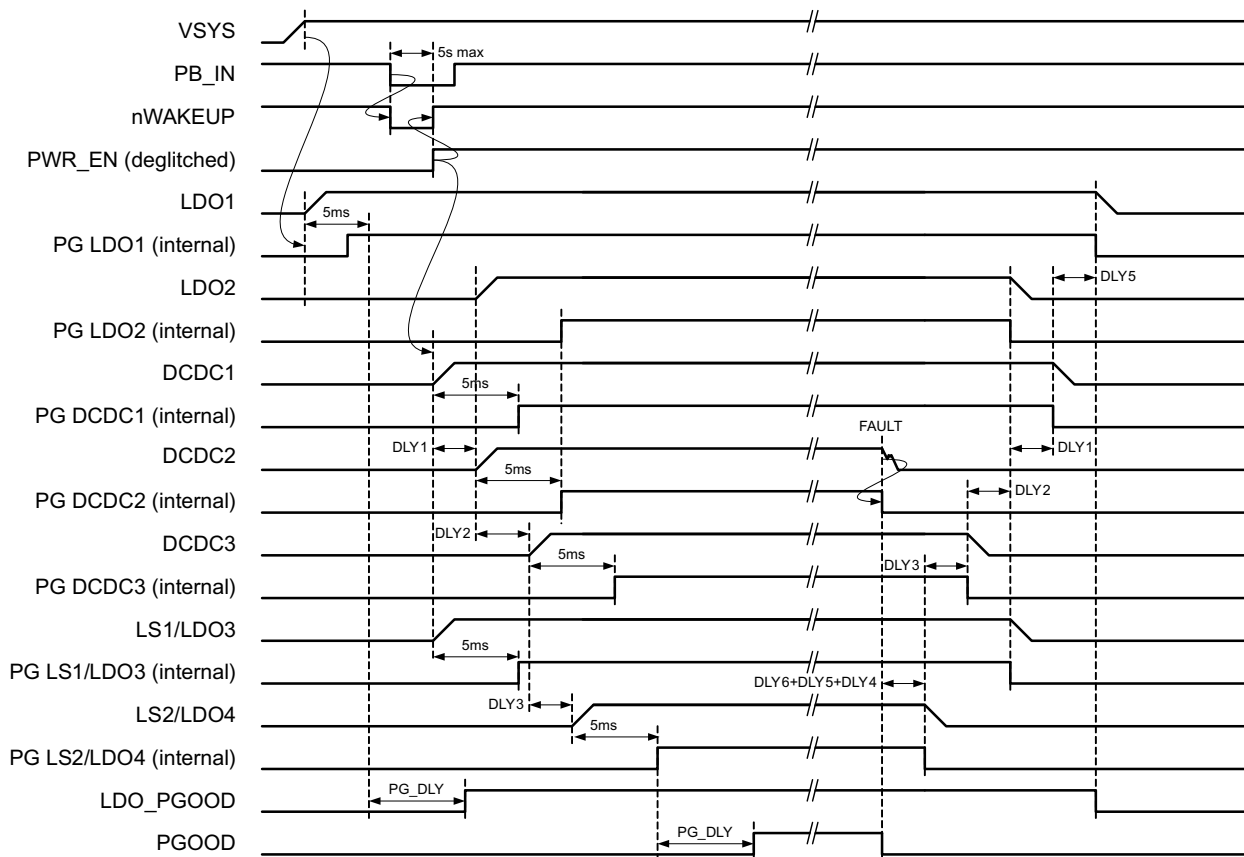 VSYS
5s max
PB_IN
nWAKEUP
PWR_EN (deglitched)
LDO1
5ms
PG LDO1 (internal)
LDO2
DLY5
PG LDO2 (internal)
DCDC1
5ms
PG DCDC1 (internal)
FAULT
DLY1
DLY1
DCDC2
5ms
DLY2
PG DCDC2 (internal)
DLY2
DCDC3
5ms
DLY3
PG DCDC3 (internal)
LS1/LDO3
5ms
PG LS1/LDO3 (internal)
DLY6+DLY5+DLY4
DLY3
LS2/LDO4
5ms
PG LS2/LDO4 (internal)
PG_DLY
LDO_PGOOD
PG_DLY
PGOOD